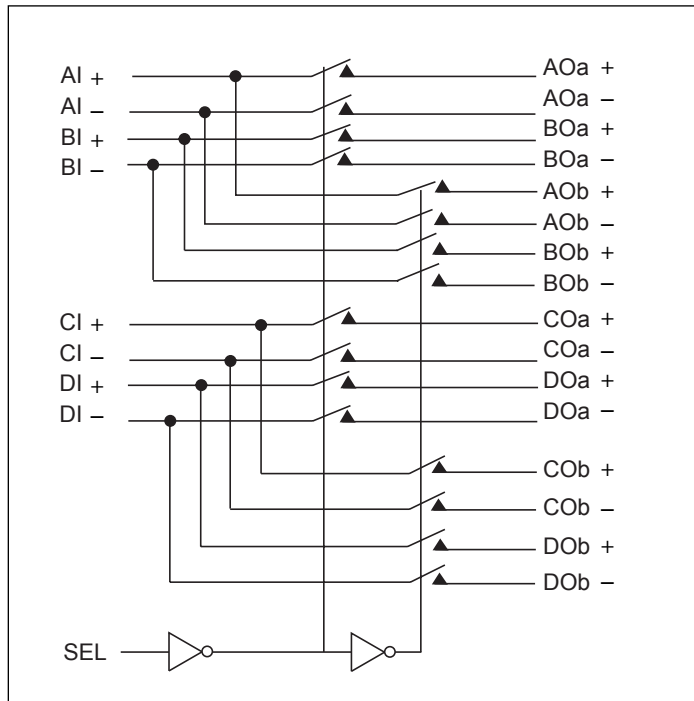 AI + AOa +
AI – AOa –
BI + BOa +
BI – BOa –
AOb +
AOb –
BOb +
BOb –
CI + COa +
CI – COa –
DI + DOa +
DI – DOa –
COb +
COb –
DOb +
DOb –
SEL